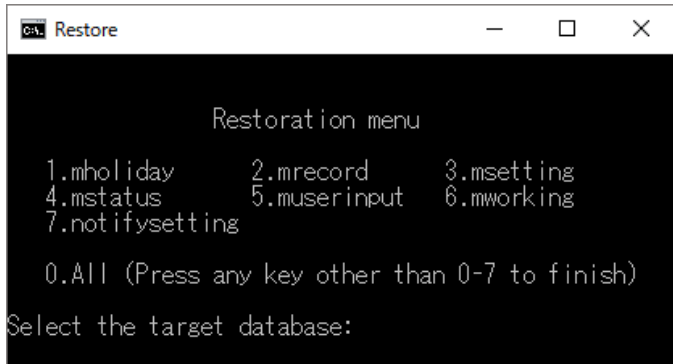 Restore
Restoration menu
1.mholiday 2.mrecord 3.msetting
4.mstatus 5.muserinput 6.mworking
7.notifysetting
0.All (Press any key other than 0-7 to finish)
Select the target database: